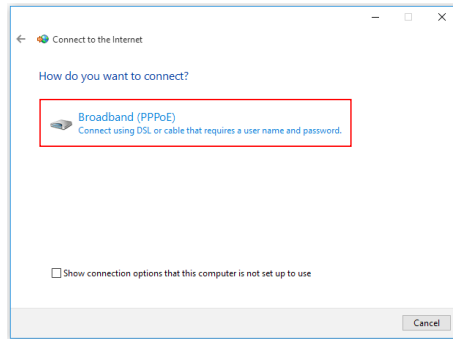 Connect to the Internet
How do you want to connect?
Broadband (PPPoE)
Connect using DSL or cable that requires a user name and password.
Show connection options that this computer is not set up to use
Cancel